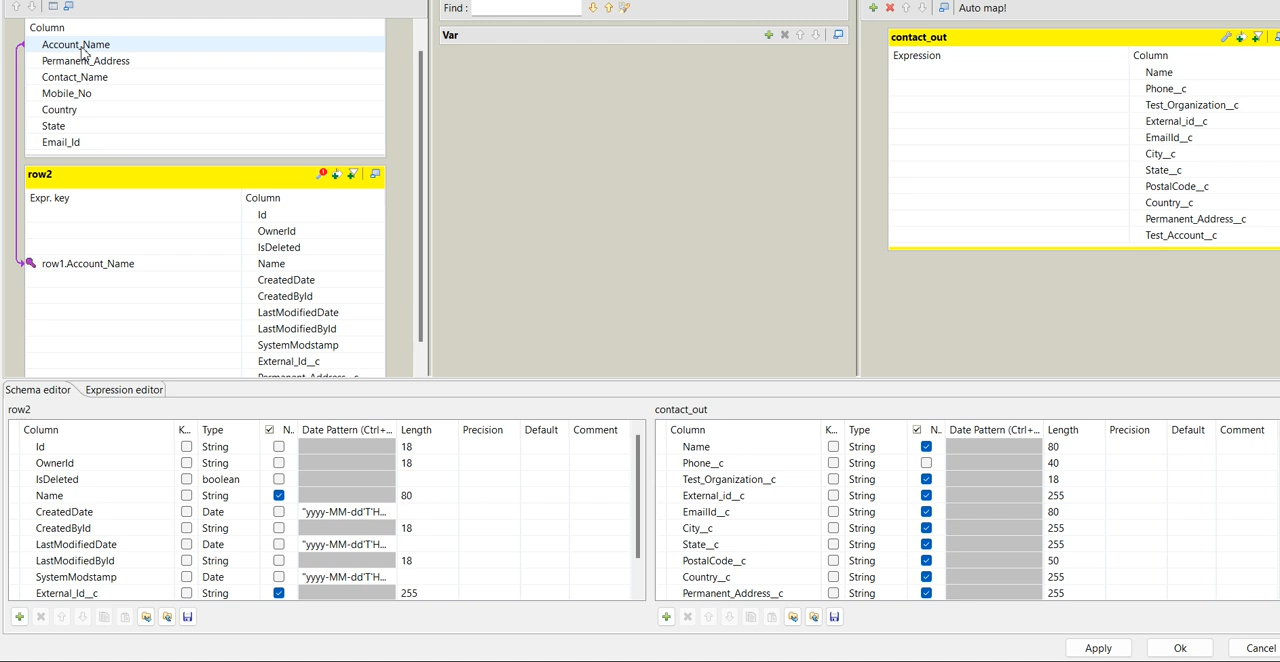 Find :
Auto map!
Column
Account_Name
Permanent_Address
Contact_Name
Mobile_No
Country
State
Email_Id
row2
Expr. key Column
Id
OwnerId
IsDeleted
row1.Account_Name Name
CreatedDate
CreatedById
LastModifiedDate
LastModifiedById
SystemModstamp
External_Id__c
Permanent_Address__c
Var
contact_out
Expression Column
Name
Phone__c
Test_Organization__c
External_id__c
EmailId__c
City__c
State__c
PostalCode__c
Country__c
Permanent_Address__c
Test_Account__c
Schema editor Expression editor
row2
Column K... Type N.. Date Pattern (Ctrl+... Length Precision Default Comment
Id String 18
OwnerId String 18
IsDeleted boolean
Name String 80
CreatedDate Date "yyyy-MM-dd'T'H...
CreatedById String 18
LastModifiedDate Date "yyyy-MM-dd'T'H...
LastModifiedById String 18
SystemModstamp Date "yyyy-MM-dd'T'H...
External_Id__c String 255
contact_out
Column K... Type N.. Date Pattern (Ctrl+... Length Precision Default Comment
Name String 80
Phone__c String 40
Test_Organization__c String 18
External_id__c String 255
EmailId__c String 80
City__c String 255
State__c String 255
PostalCode__c String 50
Country__c String 255
Permanent_Address__c String 255
Apply Ok Cancel